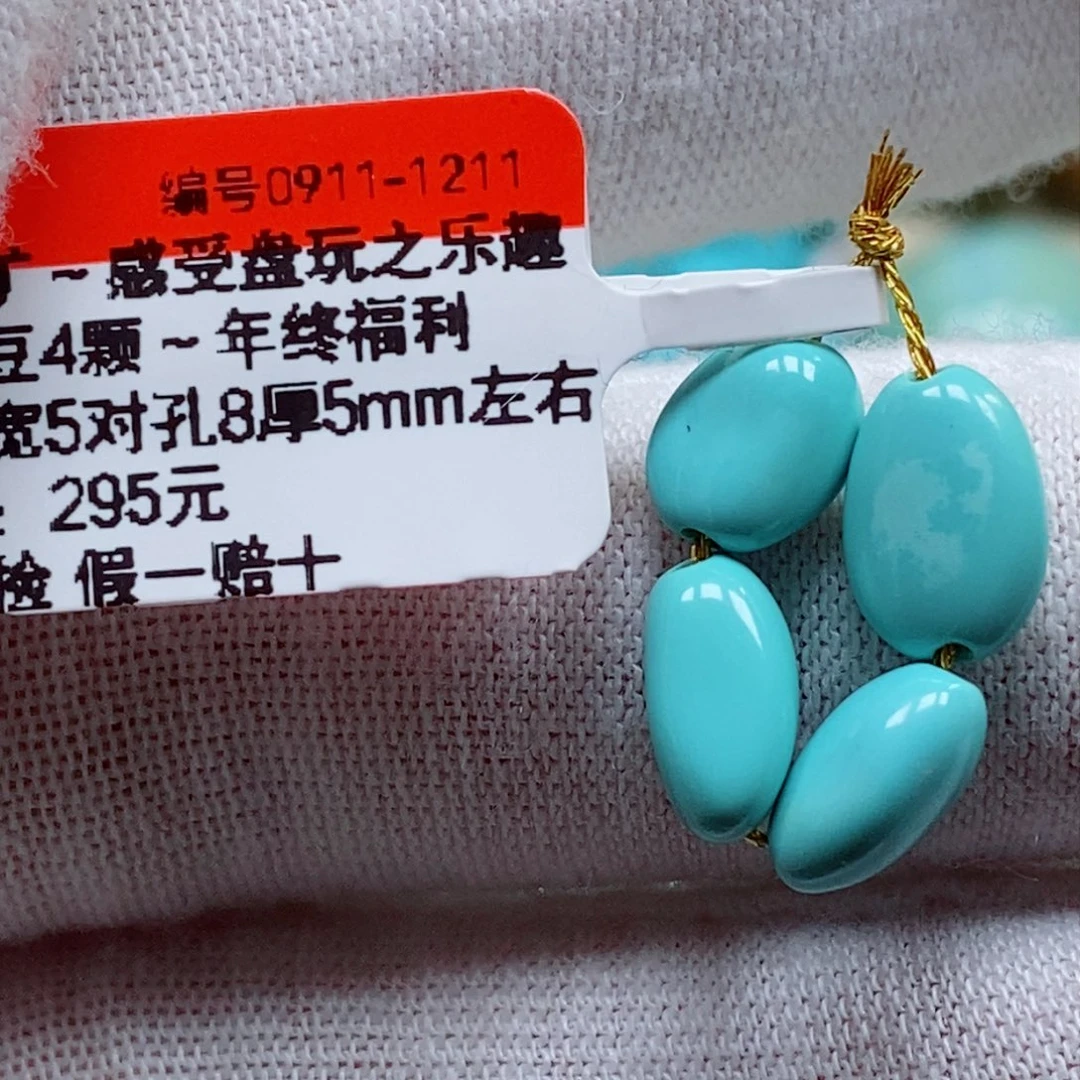 编号0911-1211
~感受盘玩之乐趣
豆4颗~年终福利
宽5对孔8厚5mm左右
：295元
检 假一赔十